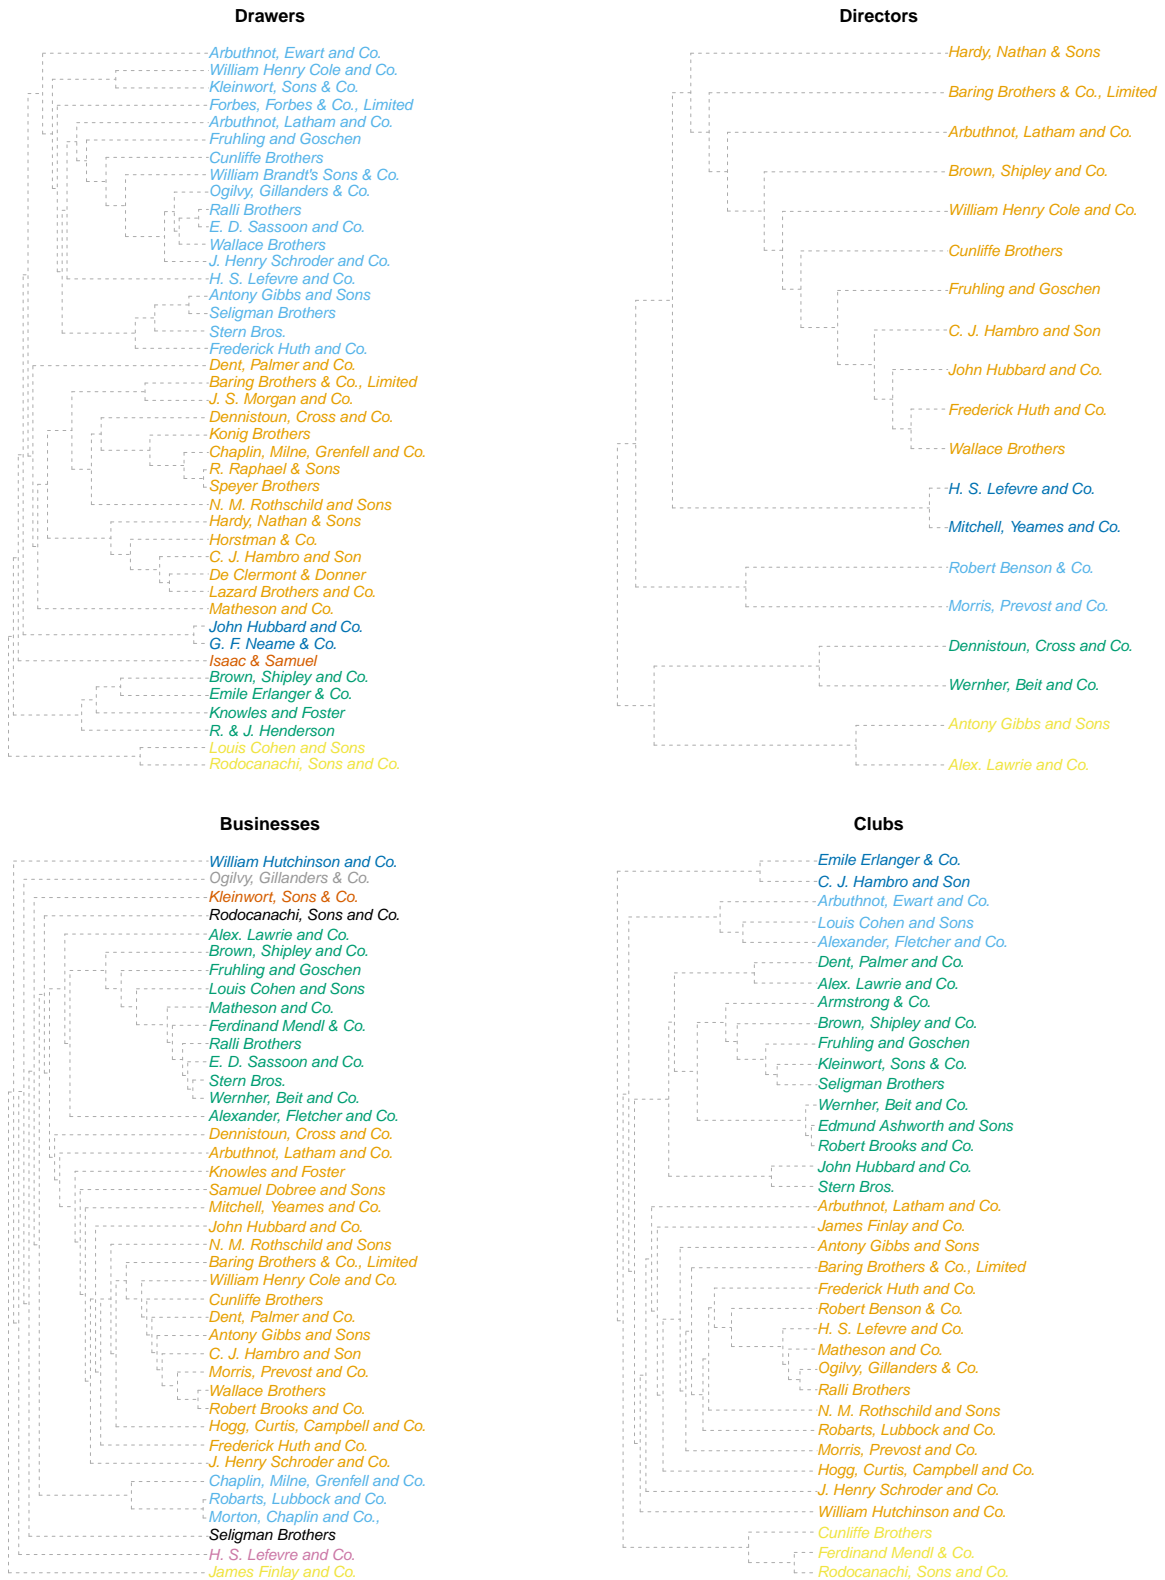 Drawers
Arbuthnot, Ewart and Co.
William Henry Cole and Co.
Kleinwort, Sons & Co.
Forbes, Forbes & Co., Limited
Arbuthnot, Latham and Co.
Fruhling and Goschen
Cunliffe Brothers
William Brandt's Sons & Co.
Ogilvy, Gillanders & Co.
Ralli Brothers
E. D. Sassoon and Co.
Wallace Brothers
J. Henry Schroder and Co.
H. S. Lefevre and Co.
Antony Gibbs and Sons
Seligman Brothers
Stern Bros.
Frederick Huth and Co.
Dent, Palmer and Co.
Baring Brothers & Co., Limited
J. S. Morgan and Co.
Dennistoun, Cross and Co.
Konig Brothers
Chaplin, Milne, Grenfell and Co.
R. Raphael & Sons
Speyer Brothers
N. M. Rothschild and Sons
Hardy, Nathan & Sons
Horstman & Co.
C. J. Hambro and Son
De Clermont & Donner
Lazard Brothers and Co.
Matheson and Co.
John Hubbard and Co.
G. F. Neame & Co.
Isaac & Samuel
Brown, Shipley and Co.
Emile Erlanger & Co.
Knowles and Foster
R. & J. Henderson
Louis Cohen and Sons
Rodocanachi, Sons and Co.
Directors
Hardy, Nathan & Sons
Baring Brothers & Co., Limited
Arbuthnot, Latham and Co.
Brown, Shipley and Co.
William Henry Cole and Co.
Cunliffe Brothers
Fruhling and Goschen
C. J. Hambro and Son
John Hubbard and Co.
Frederick Huth and Co.
Wallace Brothers
H. S. Lefevre and Co.
Mitchell, Yeames and Co.
Robert Benson & Co.
Morris, Prevost and Co.
Dennistoun, Cross and Co.
Wernher, Beit and Co.
Antony Gibbs and Sons
Alex. Lawrie and Co.
Businesses
William Hutchinson and Co.
Ogilvy, Gillanders & Co.
Kleinwort, Sons & Co.
Rodocanachi, Sons and Co.
Alex. Lawrie and Co.
Brown, Shipley and Co.
Fruhling and Goschen
Louis Cohen and Sons
Matheson and Co.
Ferdinand Mendl & Co.
Ralli Brothers
E. D. Sassoon and Co.
Stern Bros.
Wernher, Beit and Co.
Alexander, Fletcher and Co.
Dennistoun, Cross and Co.
Arbuthnot, Latham and Co.
Knowles and Foster
Samuel Dobree and Sons
Mitchell, Yeames and Co.
John Hubbard and Co.
N. M. Rothschild and Sons
Baring Brothers & Co., Limited
William Henry Cole and Co.
Cunliffe Brothers
Dent, Palmer and Co.
Antony Gibbs and Sons
C. J. Hambro and Son
Morris, Prevost and Co.
Wallace Brothers
Robert Brooks and Co.
Hogg, Curtis, Campbell and Co.
Frederick Huth and Co.
J. Henry Schroder and Co.
Chaplin, Milne, Grenfell and Co.
Robarts, Lubbock and Co.
Morton, Chaplin and Co.,
Seligman Brothers
H. S. Lefevre and Co.
James Finlay and Co.
Clubs
Emile Erlanger & Co.
C. J. Hambro and Son
Arbuthnot, Ewart and Co.
Louis Cohen and Sons
Alexander, Fletcher and Co.
Dent, Palmer and Co.
Alex. Lawrie and Co.
Armstrong & Co.
Brown, Shipley and Co.
Fruhling and Goschen
Kleinwort, Sons & Co.
Seligman Brothers
Wernher, Beit and Co.
Edmund Ashworth and Sons
Robert Brooks and Co.
John Hubbard and Co.
Stern Bros.
Arbuthnot, Latham and Co.
James Finlay and Co.
Antony Gibbs and Sons
Baring Brothers & Co., Limited
Frederick Huth and Co.
Robert Benson & Co.
H. S. Lefevre and Co.
Matheson and Co.
Ogilvy, Gillanders & Co.
Ralli Brothers
N. M. Rothschild and Sons
Robarts, Lubbock and Co.
Morris, Prevost and Co.
Hogg, Curtis, Campbell and Co.
J. Henry Schroder and Co.
William Hutchinson and Co.
Cunliffe Brothers
Ferdinand Mendl & Co.
Rodocanachi, Sons and Co.